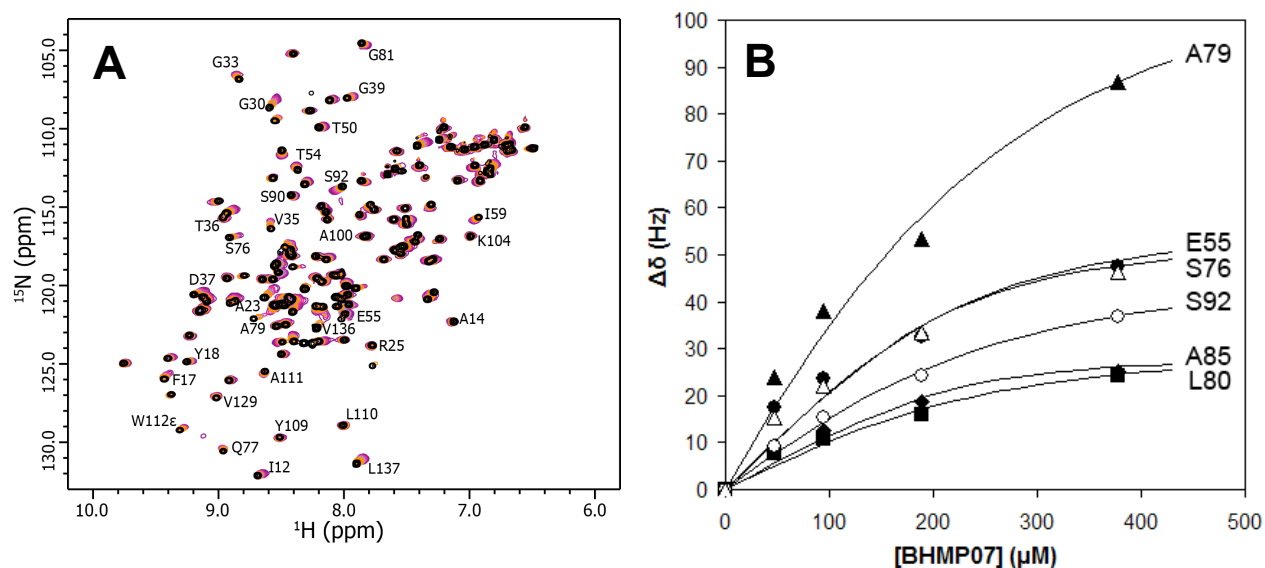 A
G81
G33
G39
G30
T50
T54
S92
S90
I59
V35
T36
A100
K104
S76
D37
A23
E55
A79
V136
A14
Y18
R25
F17
A111
V129
L110
W112ε
Y109
Q77
L137
I12
105.0
110.0
115.0
120.0
125.0
130.0
15N (ppm)
10.0 9.0 8.0 7.0 6.0
1H (ppm)
B
100
90
80
70
60
50
40
30
20
10
0
Δδ (Hz)
A79
E55
S76
S92
A85
L80
0 100 200 300 400 500
[BHMP07] (µM)